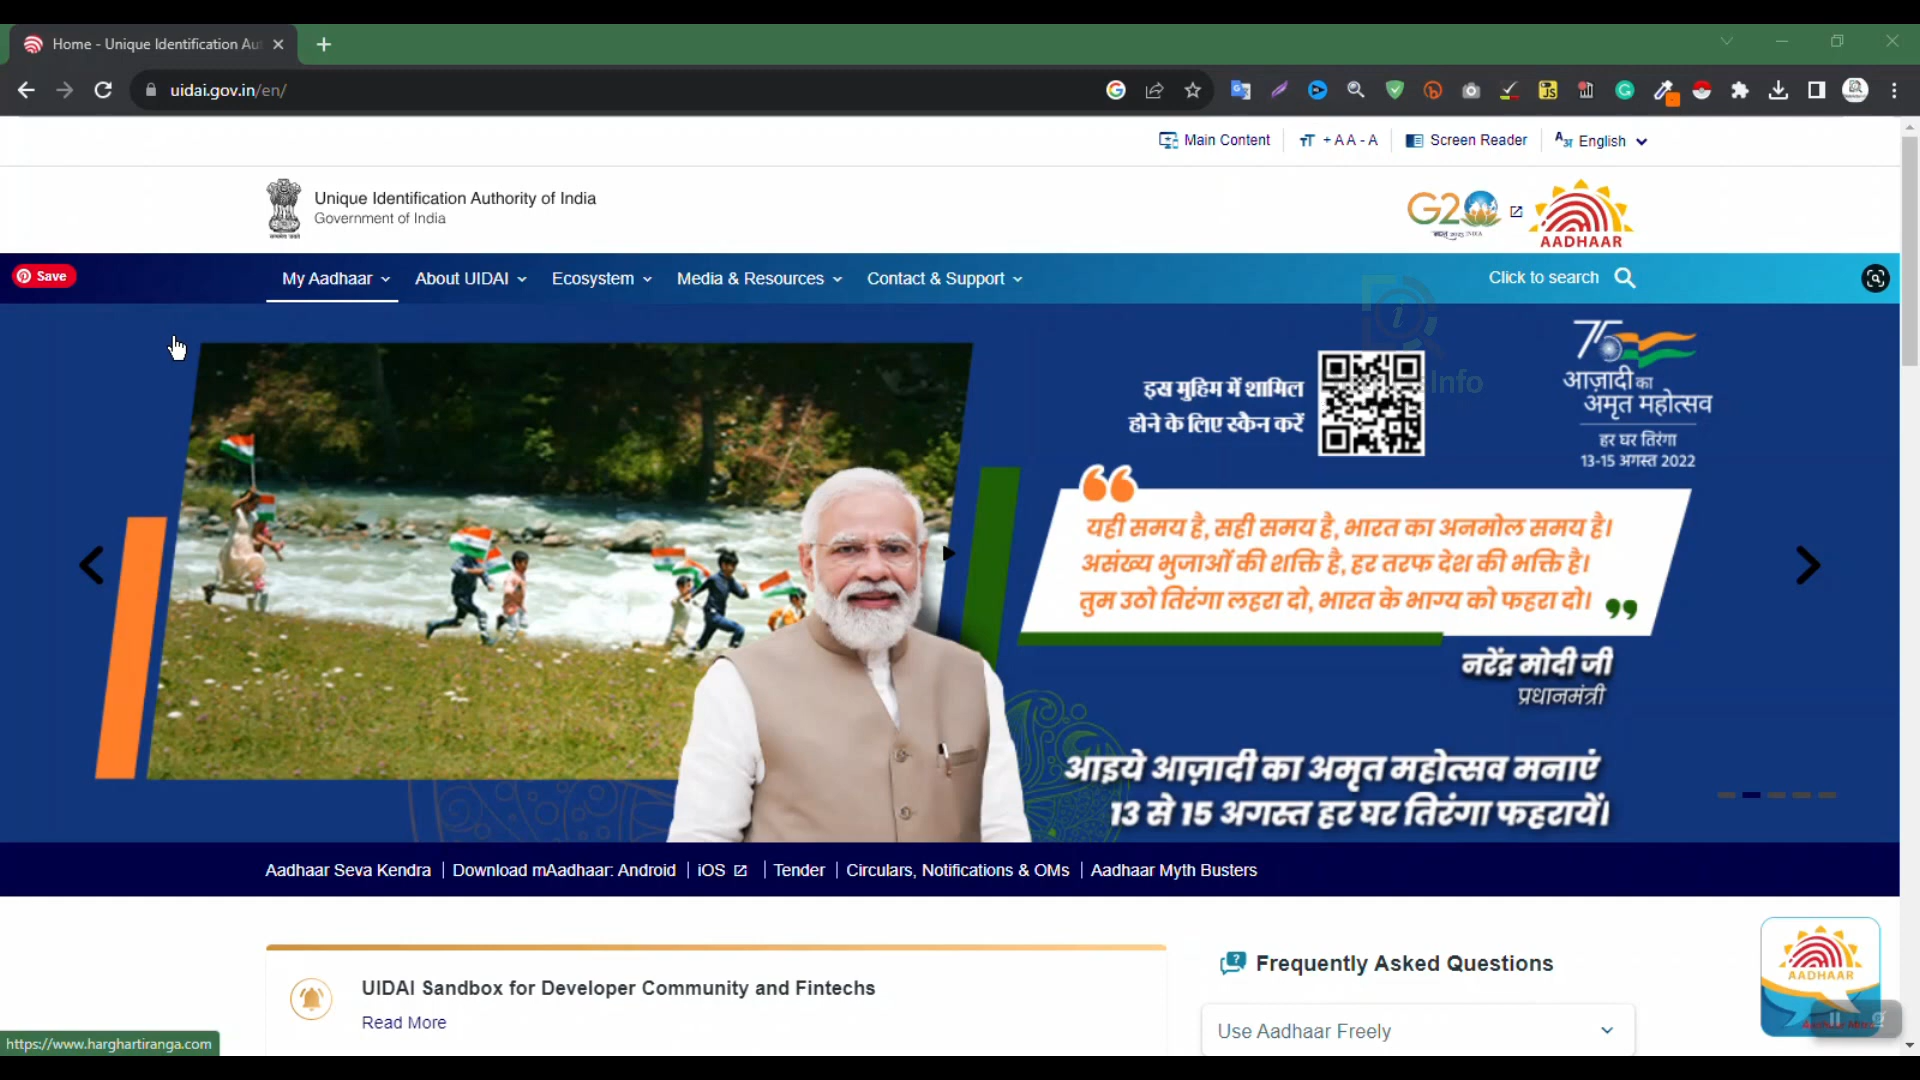 Home - Unique Identification Au
uidai.gov.in/en/
Main Content
+ A A - A
Screen Reader
English
Unique Identification Authority of India
Government of India
G20
AADHAAR
Save
My Aadhaar
About UIDAI
Ecosystem
Media & Resources
Contact & Support
Click to search
Info
75
आज़ादी का
अमृत महोत्सव
हर घर तिरंगा
13-15 अगस्त 2022
इस मुहिम में शामिल
होने के लिए स्कैन करें
यही समय है, सही समय है, भारत का अनमोल समय है।
असंख्य भुजाओं की शक्ति है, हर तरफ देश की भक्ति है।
तुम उठो तिरंगा लहरा दो, भारत के भाग्य को फहरा दो।
नरेंद्र मोदी जी
प्रधानमंत्री
आइये आज़ादी का अमृत महोत्सव मनाएं
13 से 15 अगस्त हर घर तिरंगा फहरायें।
Aadhaar Seva Kendra
Download mAadhaar: Android
iOS
Tender
Circulars, Notifications & OMs
Aadhaar Myth Busters
UIDAI Sandbox for Developer Community and Fintechs
Read More
Frequently Asked Questions
Use Aadhaar Freely
AADHAAR
https://www.harghartiranga.com